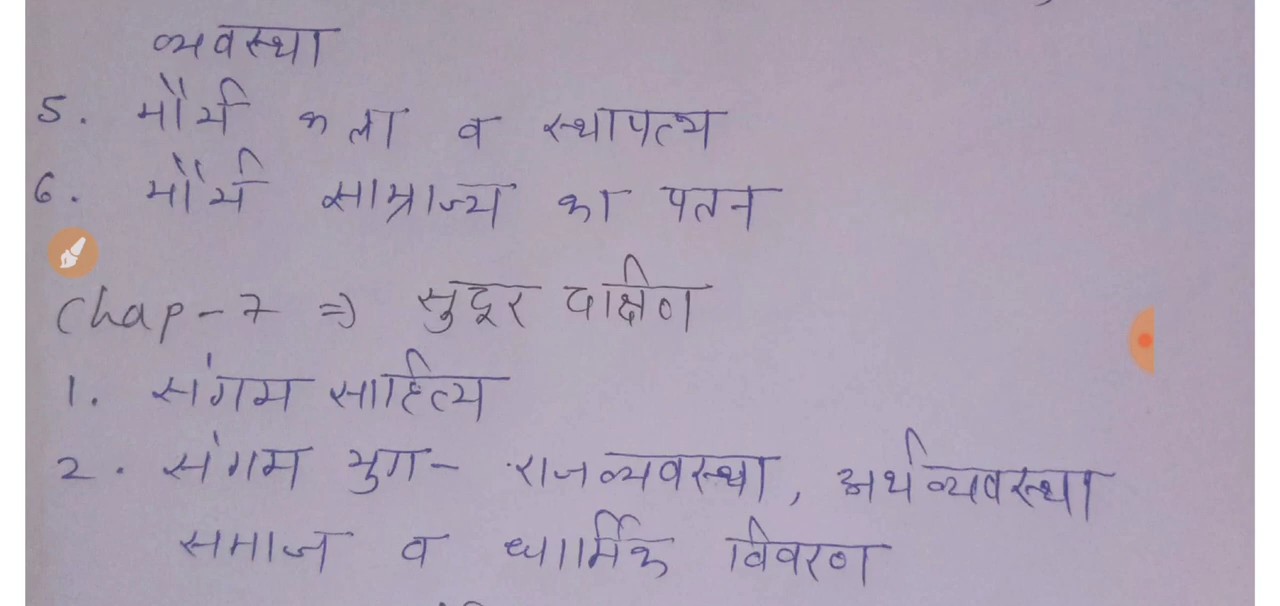 व्यवस्था
5. मौर्य कला व स्थापत्य
6. मौर्य साम्राज्य का पतन
Chap-7 => सुदूर दक्षिण
1. संगम साहित्य
2. संगम युग - राजव्यवस्था, अर्थव्यवस्था
समाज व धार्मिक विवरण